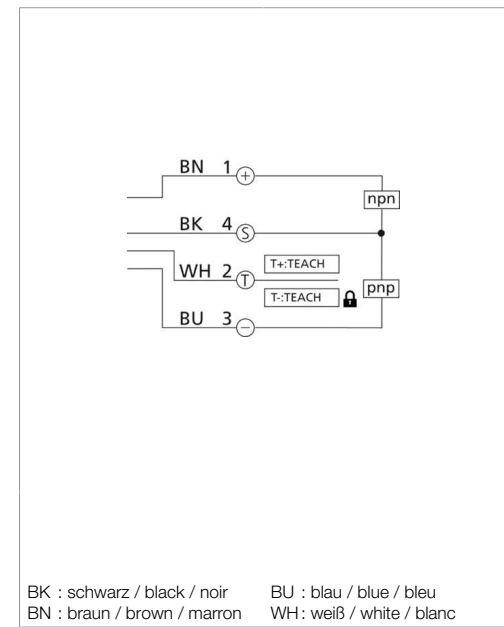 BN 1 +
npn
BK 4 S
T+:TEACH
WH 2 T
T-:TEACH
pnp
BU 3 −
BK : schwarz / black / noir BU : blau / blue / bleu
BN : braun / brown / marron WH: weiß / white / blanc